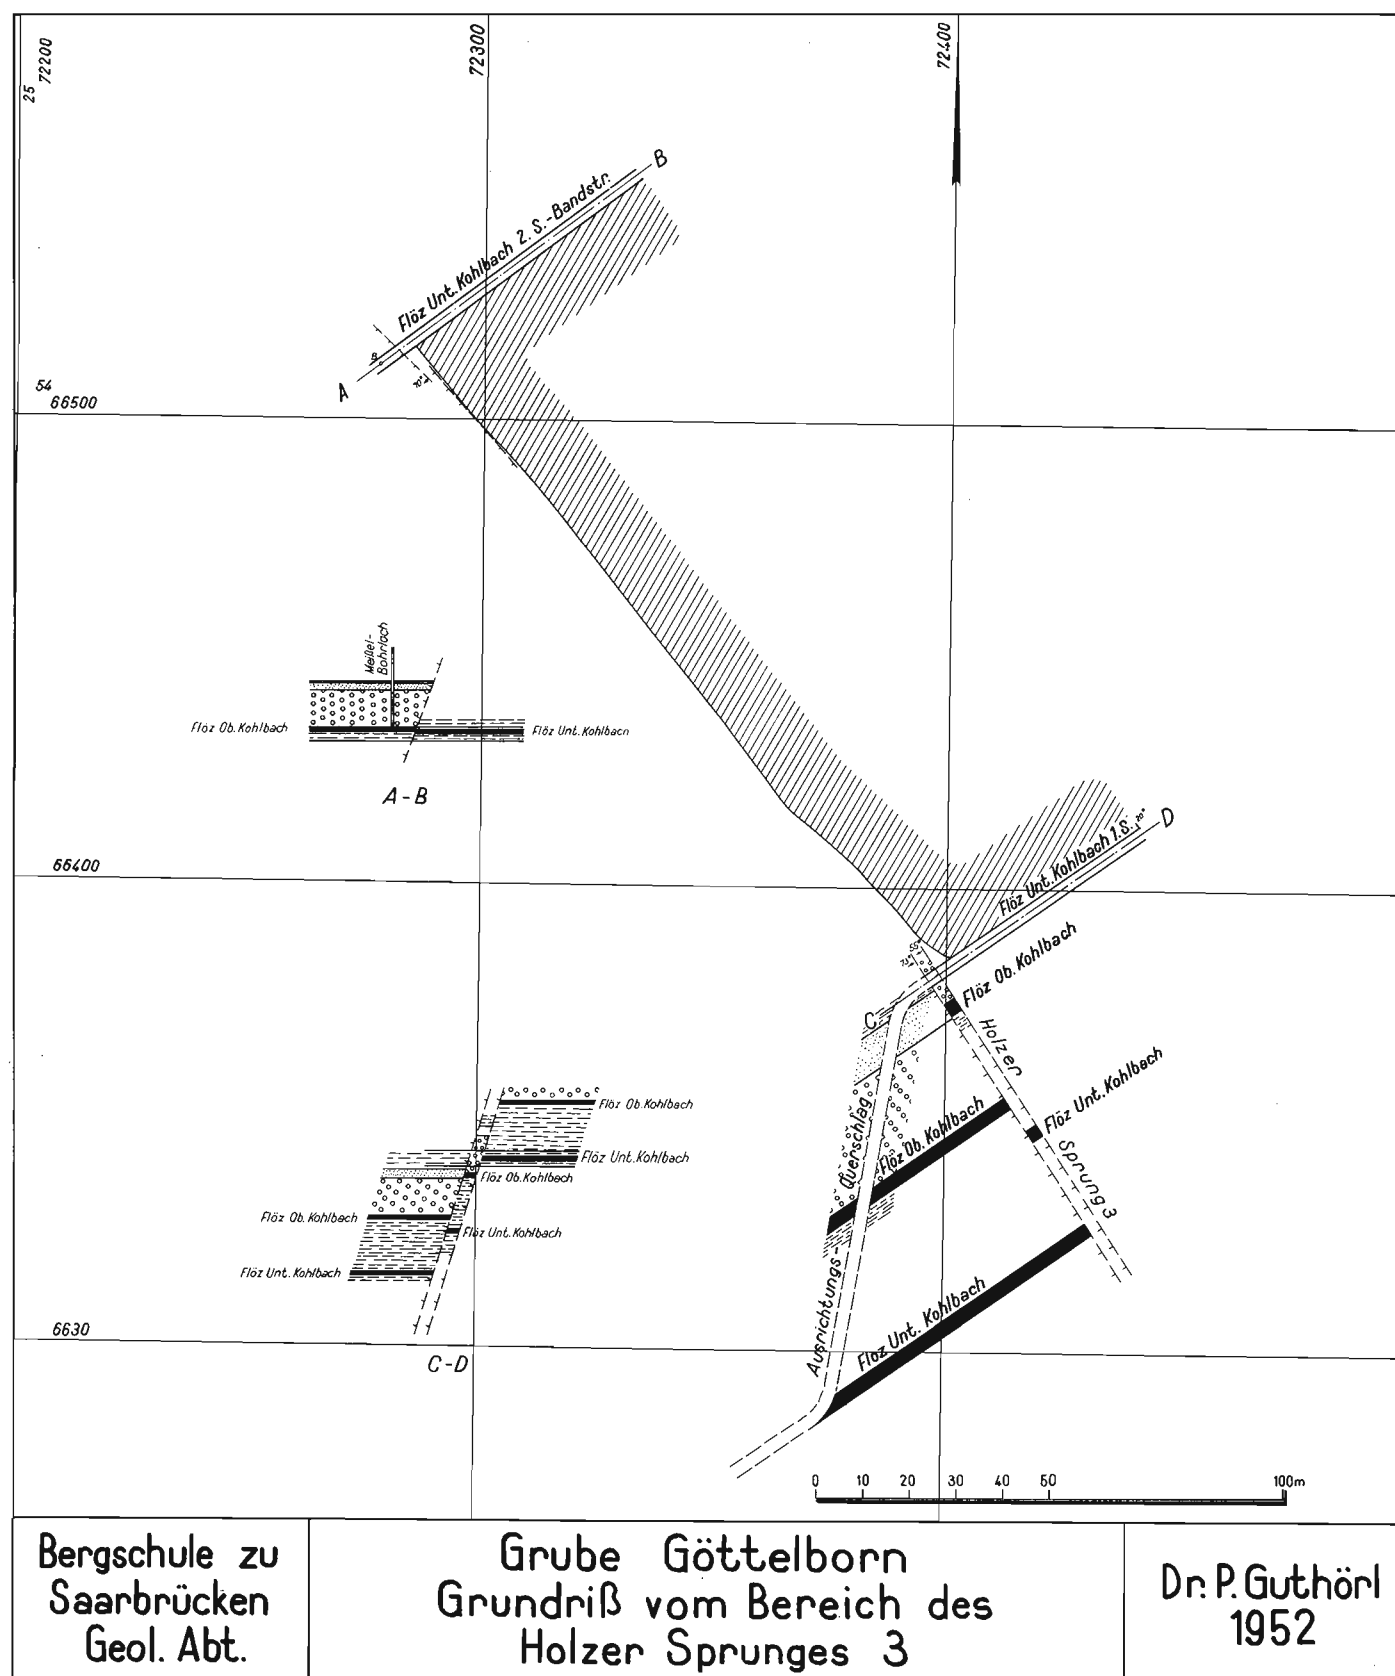 25 72200
72300
72400
B
Flöz Unt. Kohlbach 2. S.-Bandstr.
B
A
70°
54
66500
Meißel-
Bohrloch
Flöz Ob. Kohlbach
Flöz Unt. Kohlbach
A-B
D
20°
Flöz Unt. Kohlbach 1. S.
66400
55°
73°
Flöz Ob. Kohlbach
C
Holzer
Flöz Unt. Kohlbach
Sprung 3
Flöz Ob. Kohlbach
Ausrichtungs-
Querschlag
Flöz Ob. Kohlbach
Flöz Unt. Kohlbach
Flöz Ob. Kohlbach
Flöz Ob. Kohlbach
Flöz Unt. Kohlbach
Flöz Unt. Kohlbach
Flöz Unt. Kohlbach
6630
C-D
0 10 20 30 40 50 100m
Bergschule zu
Saarbrücken
Geol. Abt.
Grube Göttelborn
Grundriß vom Bereich des
Holzer Sprunges 3
Dr. P. Guthörl
1952